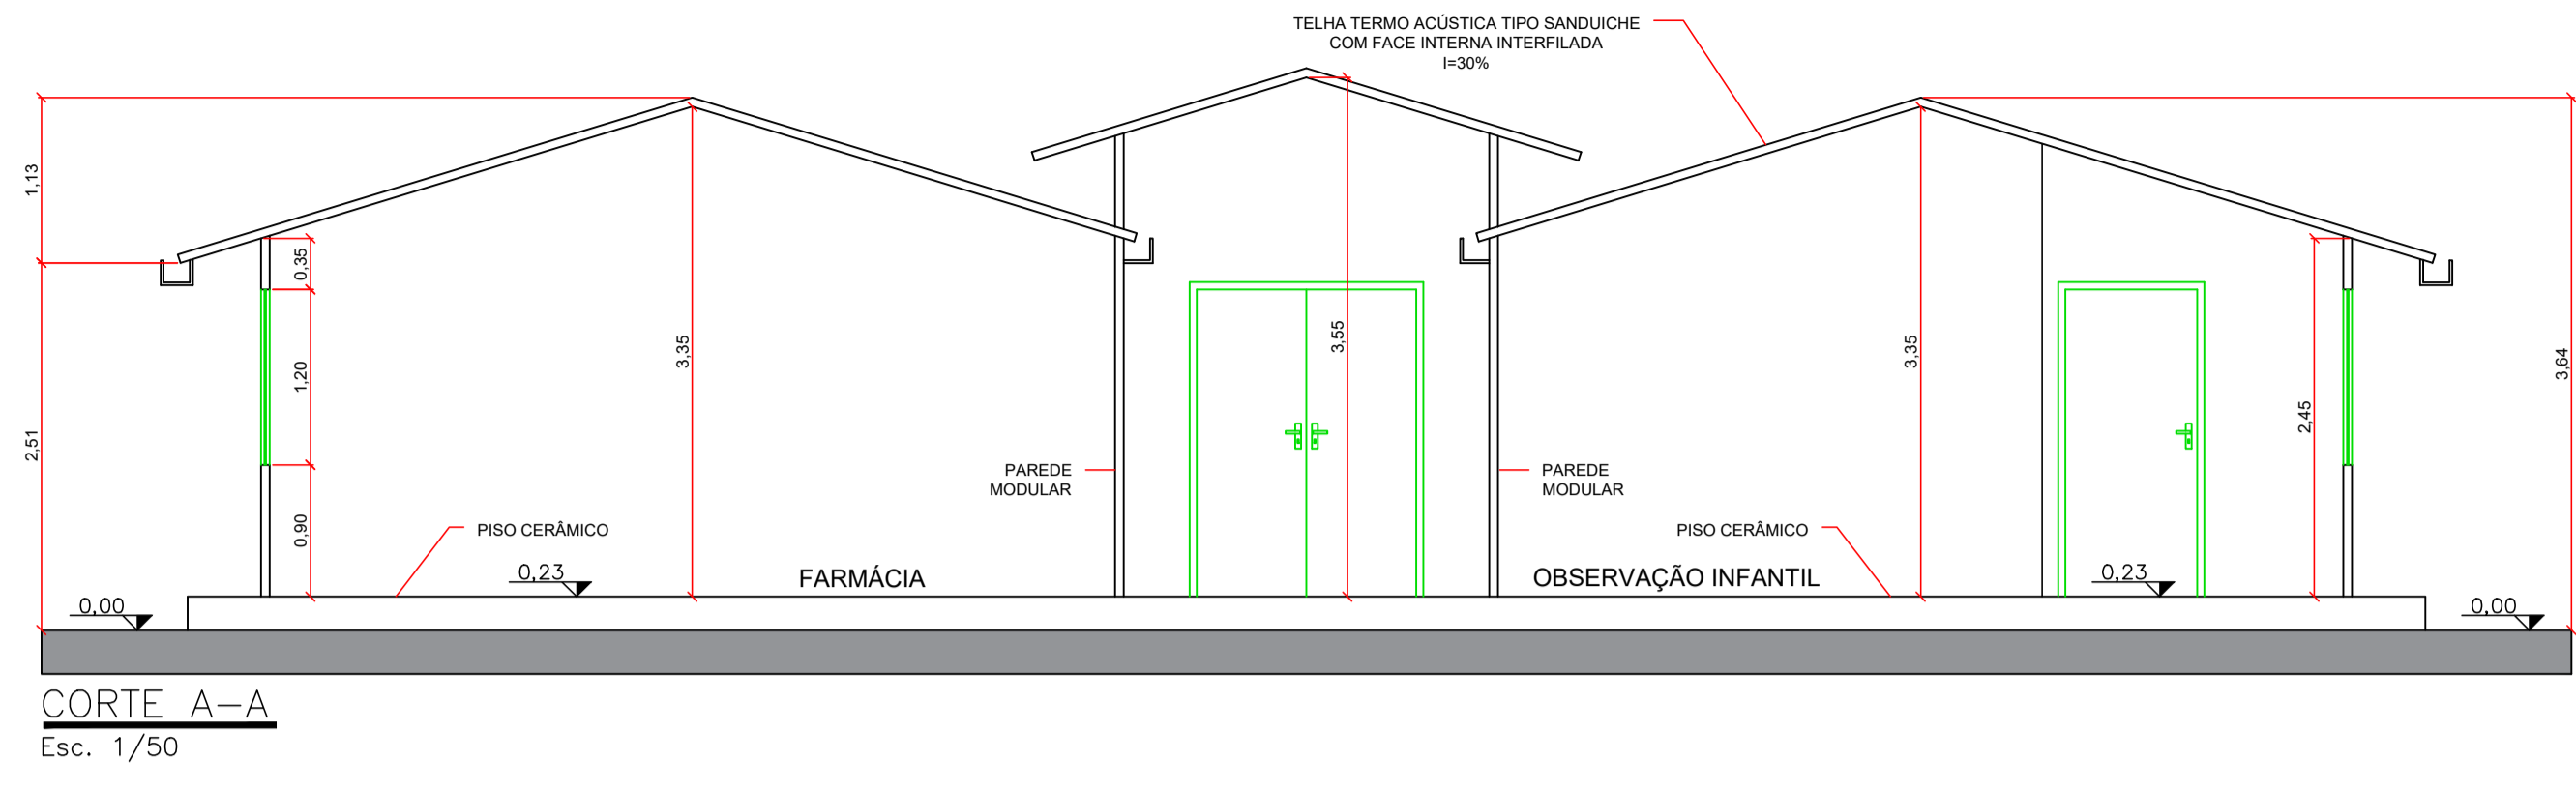 TELHA TERMO ACÚSTICA TIPO SANDUICHE
COM FACE INTERNA INTERFILADA
I=30%
1,13
2,51
0,35
1,20
0,90
3,35
3,55
3,35
2,45
3,64
PAREDE
MODULAR
PAREDE
MODULAR
PISO CERÂMICO
PISO CERÂMICO
0,23
FARMÁCIA
OBSERVAÇÃO INFANTIL
0,23
0,00
0,00
CORTE A-A
Esc. 1/50